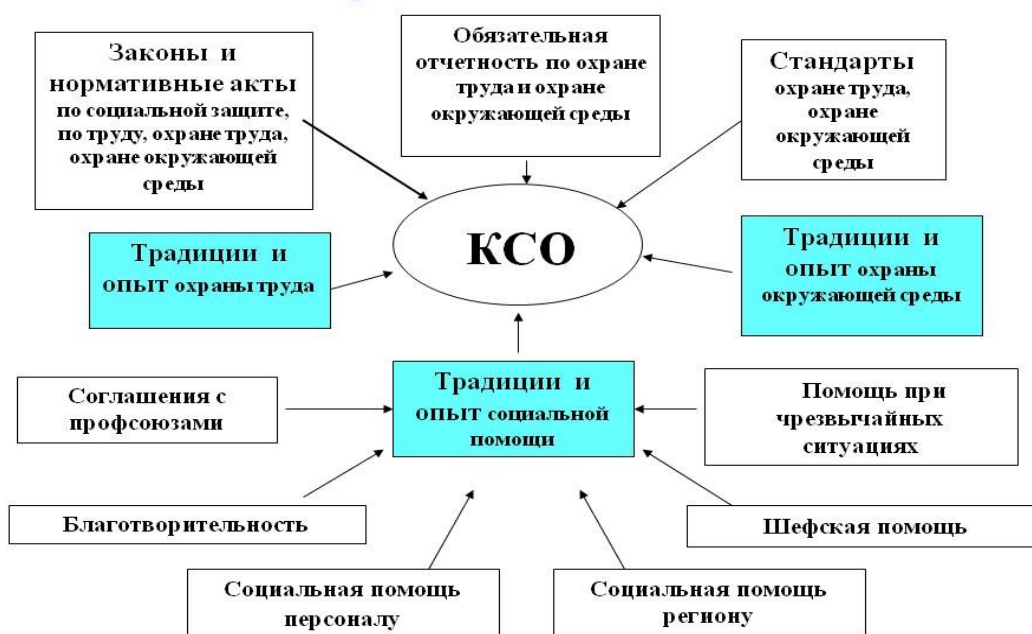 Законы и
нормативные акты
по социальной защите,
по труду, охране труда,
охране окружающей
среды
Обязательная
отчетность по охране
труда и охране
окружающей среды
Стандарты
охране труда,
охране
окружающей
среды
КСО
Традиции и
опыт охраны труда
Традиции и
опыт охраны
окружающей среды
Традиции и
опыт социальной
помощи
Соглашения с
профсоюзами
Помощь при
чрезвычайных
ситуациях
Благотворительность
Шефская помощь
Социальная помощь
персоналу
Социальная помощь
региону